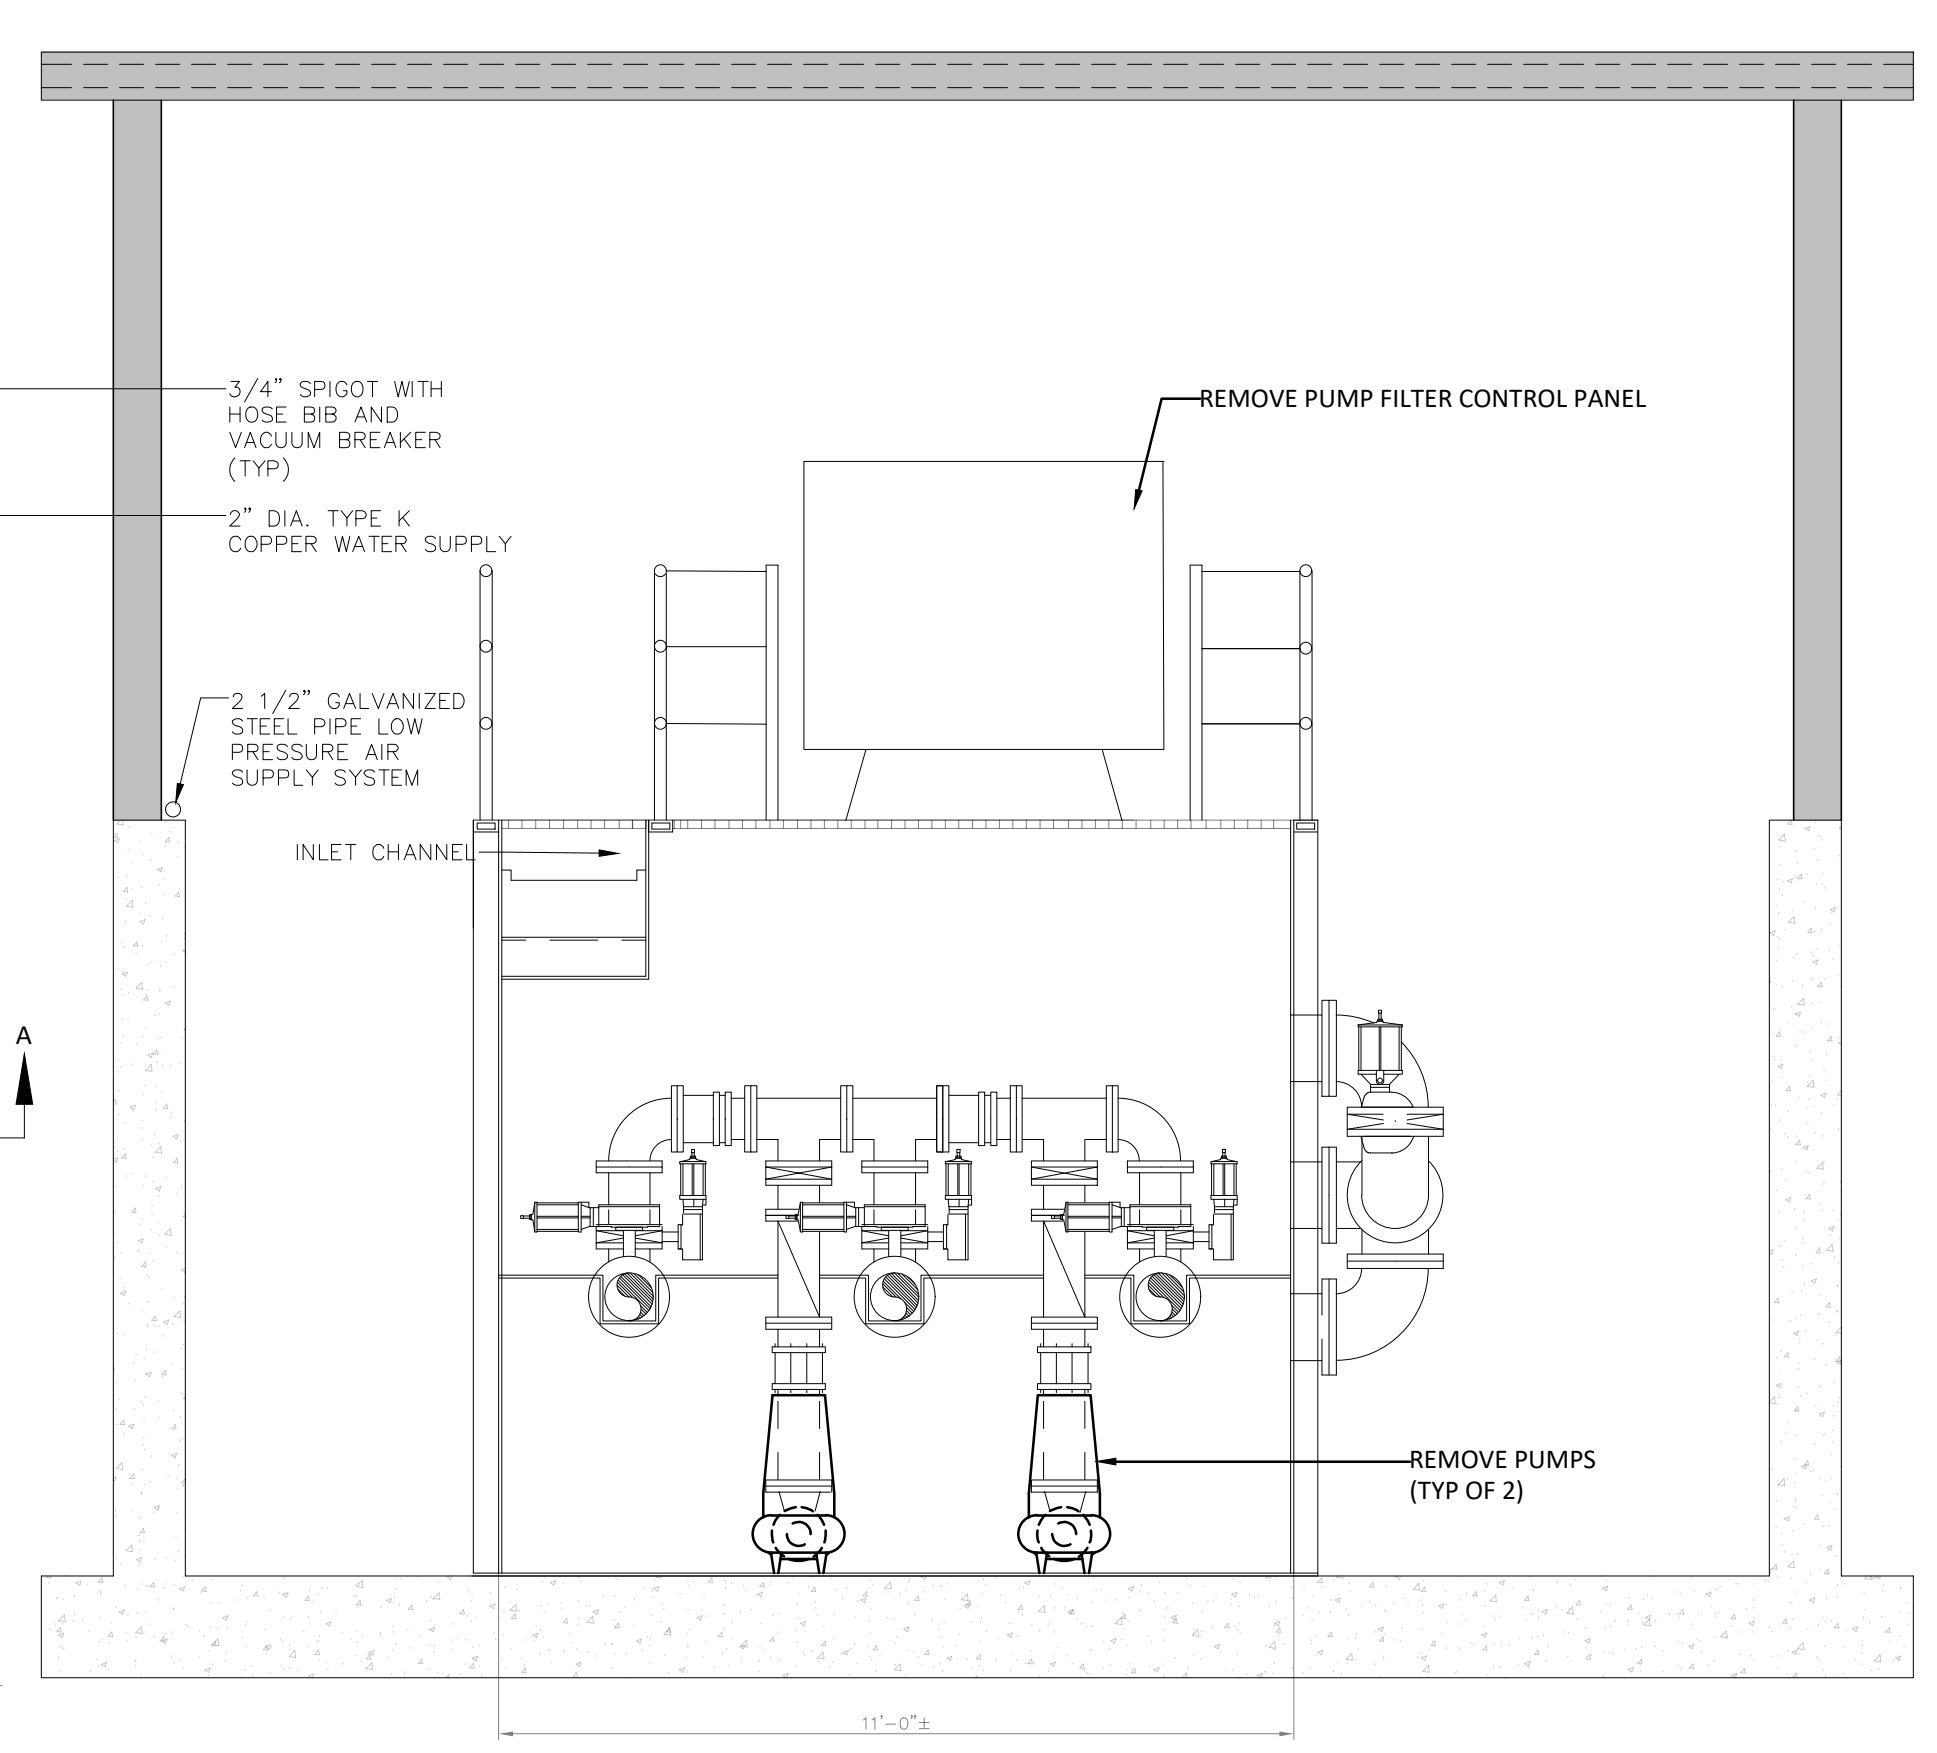 3/4” SPIGOT WITH
HOSE BIB AND
VACUUM BREAKER
(TYP)
2” DIA. TYPE K
COPPER WATER SUPPLY
REMOVE PUMP FILTER CONTROL PANEL
2 1/2” GALVANIZED
STEEL PIPE LOW
PRESSURE AIR
SUPPLY SYSTEM
INLET CHANNEL
A
REMOVE PUMPS
(TYP OF 2)
11’–0”±